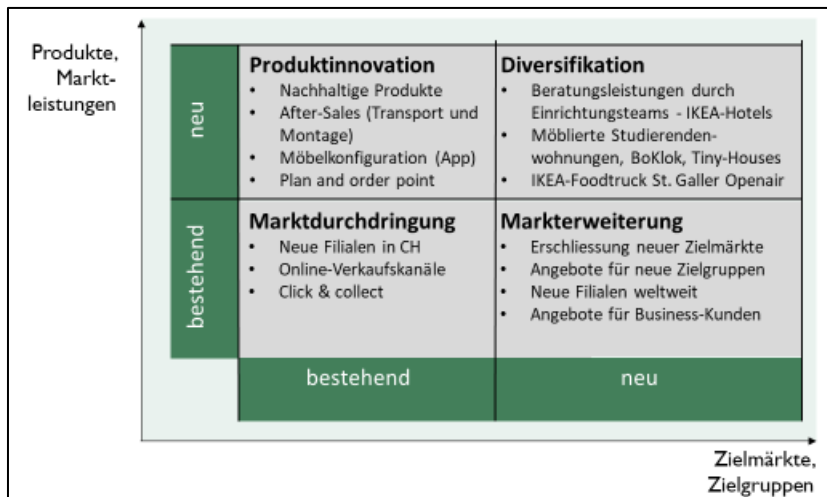 Produkte,
Markt-
leistungen
neu
Produktinnovation
• Nachhaltige Produkte
• After-Sales (Transport und
Montage)
• Möbelkonfiguration (App)
• Plan and order point
Diversifikation
• Beratungsleistungen durch
Einrichtungsteams - IKEA-Hotels
• Möblierte Studierenden-
wohnungen, BoKlok, Tiny-Houses
• IKEA-Foodtruck St. Galler Openair
bestehend
Marktdurchdringung
• Neue Filialen in CH
• Online-Verkaufskanäle
• Click & collect
Markterweiterung
• Erschliessung neuer Zielmärkte
• Angebote für neue Zielgruppen
• Neue Filialen weltweit
• Angebote für Business-Kunden
bestehend
neu
Zielmärkte,
Zielgruppen